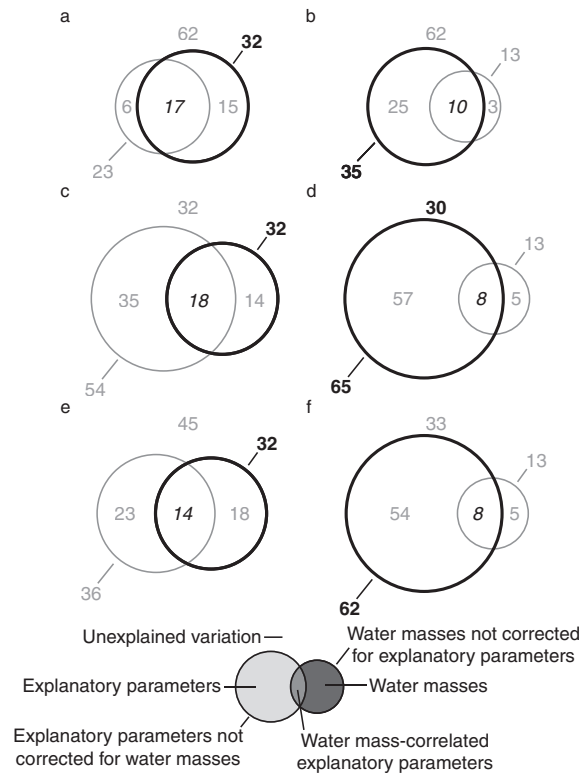 a
62
32
6
17
15
23
b
62
13
25
10
3
35
c
32
32
35
18
14
54
d
30
13
57
8
5
65
e
45
32
23
14
18
36
f
33
13
54
8
5
62
Unexplained variation
Water masses not corrected
for explanatory parameters
Explanatory parameters
Water masses
Explanatory parameters not
corrected for water masses
Water mass-correlated
explanatory parameters